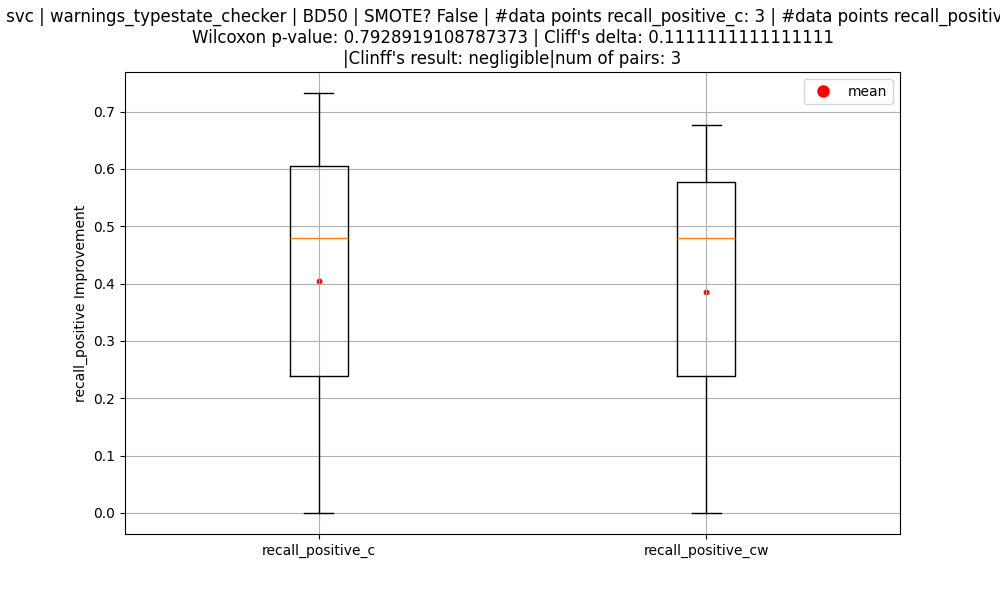 svc | warnings_typestate_checker | BD50 | SMOTE? False | #data points recall_positive_c: 3 | #data points recall_positiv
Wilcoxon p-value: 0.7928919108787373 | Cliff's delta: 0.1111111111111111
|Clinff's result: negligible|num of pairs: 3
mean
0.7
0.6
0.5
0.4
0.3
0.2
0.1
0.0
recall_positive Improvement
recall_positive_c
recall_positive_cw